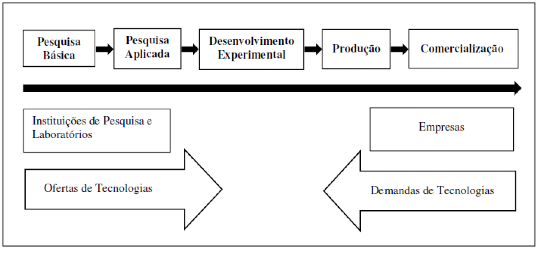 Pesquisa
Básica
Pesquisa
Aplicada
Desenvolvimento
Experimental
Produção
Comercialização
Instituições de Pesquisa e
Laboratórios
Empresas
Ofertas de Tecnologias
Demandas de Tecnologias